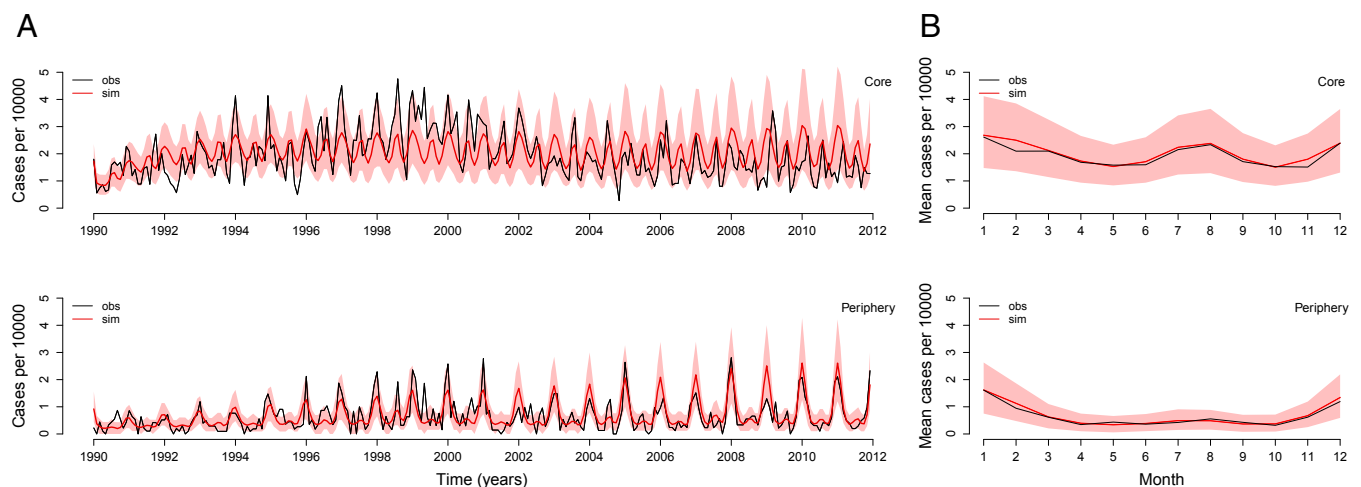 A
B
Cases per 10000
0 1 2 3 4 5
obs
sim
Core
1990 1992 1994 1996 1998 2000 2002 2004 2006 2008 2010 2012
Mean cases per 10000
0 1 2 3 4 5
obs
sim
Core
1 2 3 4 5 6 7 8 9 10 11 12
Cases per 10000
0 1 2 3 4 5
obs
sim
Periphery
1990 1992 1994 1996 1998 2000 2002 2004 2006 2008 2010 2012
Time (years)
Mean cases per 10000
0 1 2 3 4 5
obs
sim
Periphery
1 2 3 4 5 6 7 8 9 10 11 12
Month